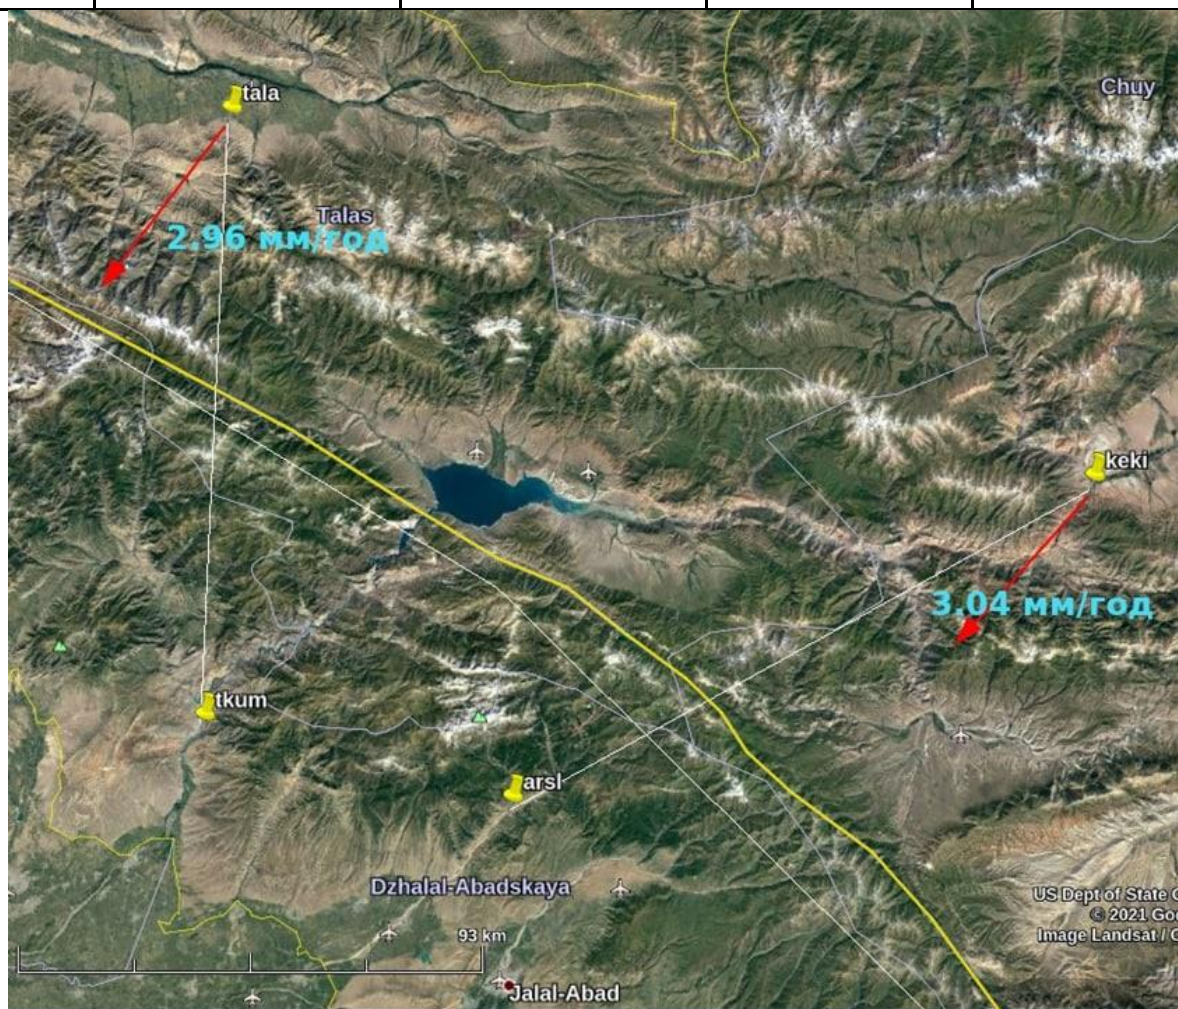 tala
Chuy
Talas
2.96 мм/год
keki
3.04 мм/год
tkum
arsl
Dzhalal-Abadskaya
US Dept of State G
© 2021 Goo
Image Landsat / C
93 km
Jalal-Abad